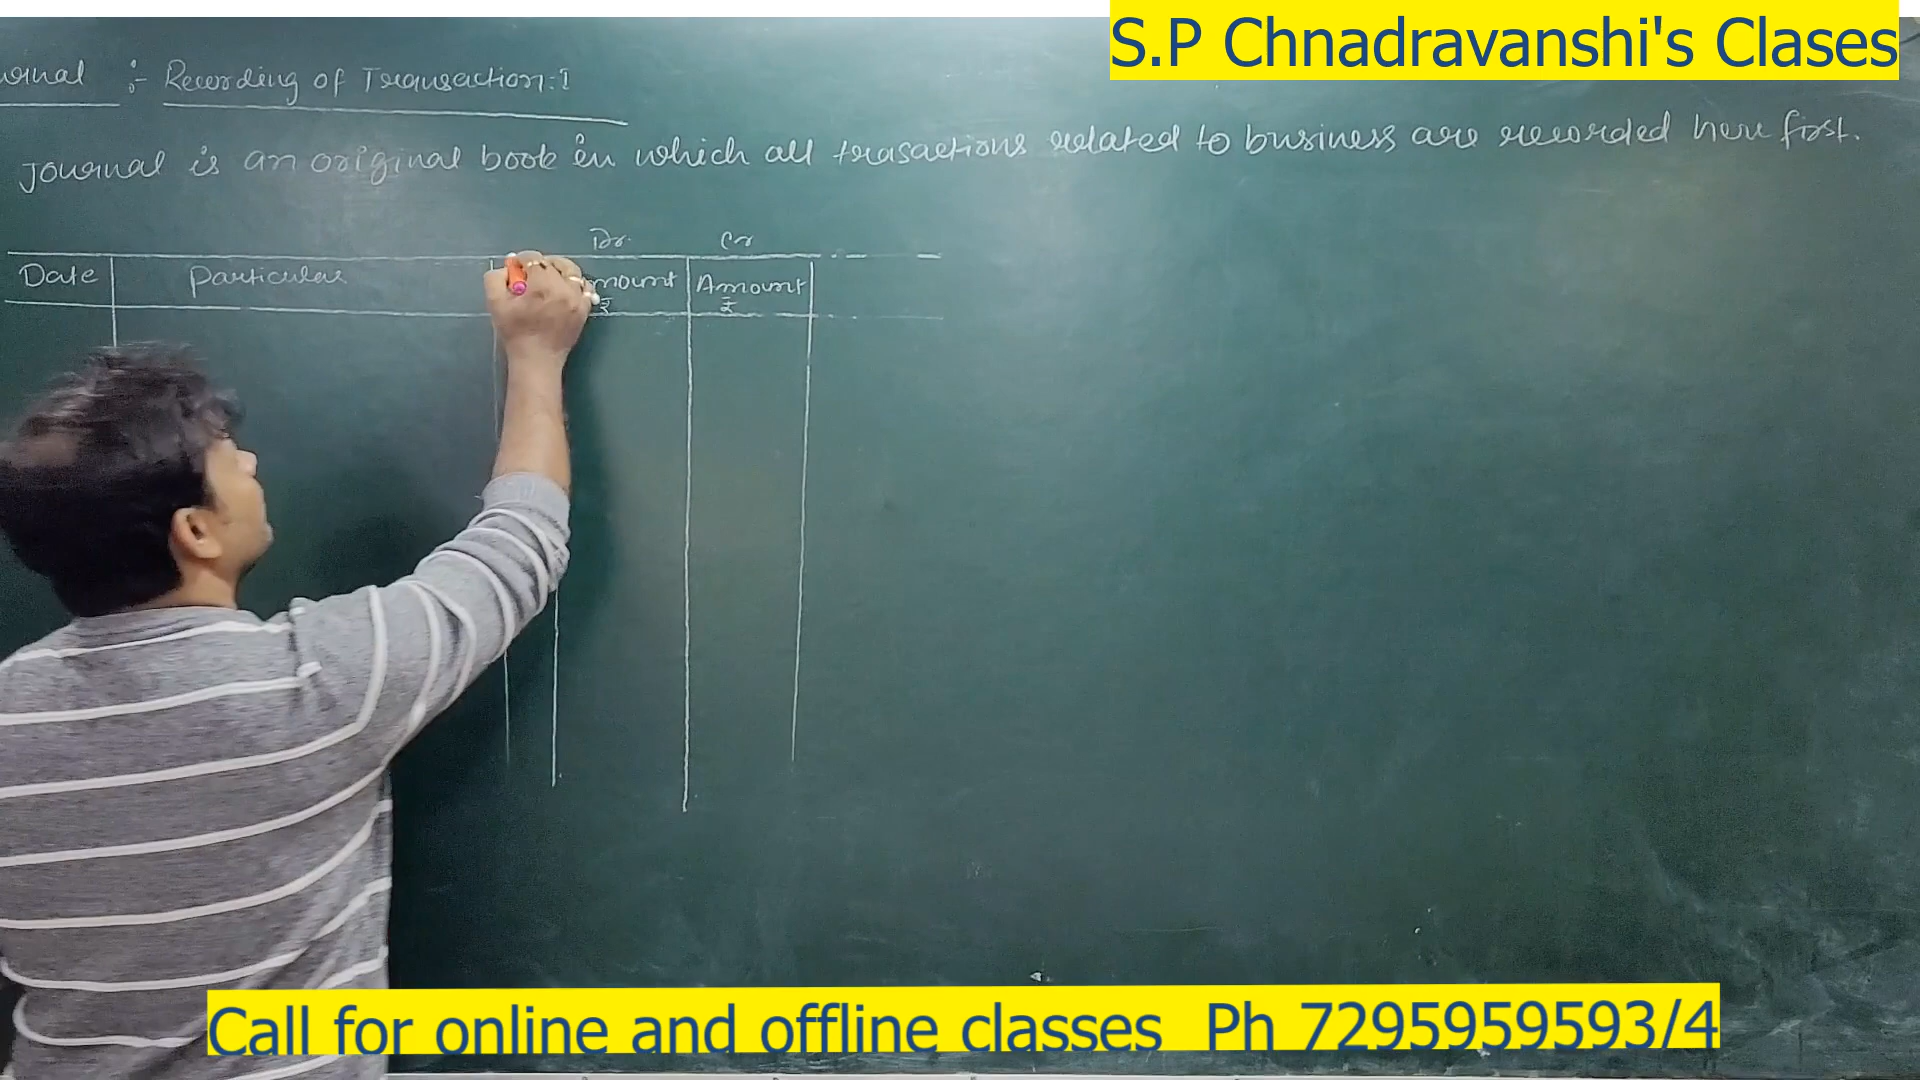 S.P Chnadravanshi's Clases
urnal :- Recording of Transaction:1
Journal is an original book in which all trasactions related to business are recorded here first.
Dr. Cr
Date Particular mount Amount
₹ ₹
Call for online and offline classes Ph 7295959593/4